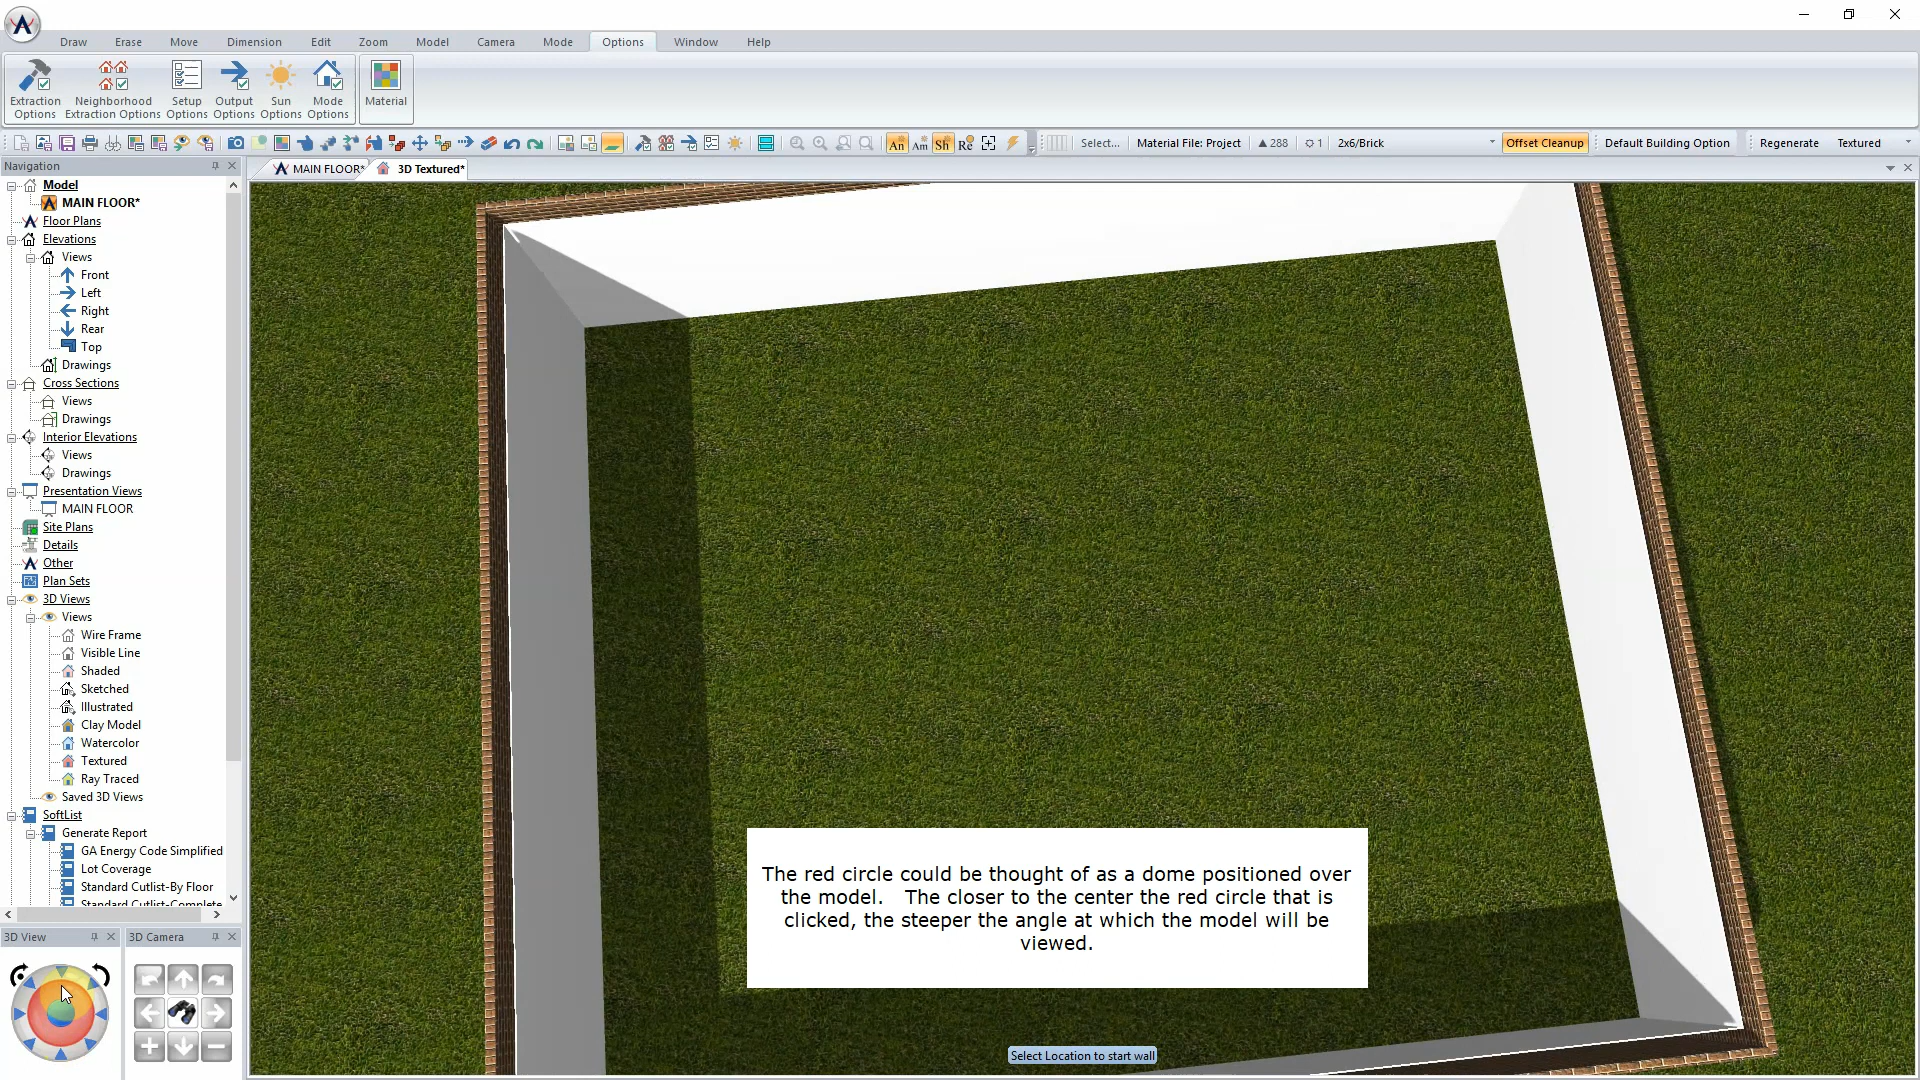 Draw Erase Move Dimension Edit Zoom Model Camera Mode Options Window Help
Extraction Options
Neighborhood Extraction Options
Setup Options
Output Options
Sun Options
Mode Options
Material
An Am Sh Re Select... Material File: Project 288 1 2x6/Brick Offset Cleanup Default Building Option Regenerate Textured
Navigation
MAIN FLOOR* 3D Textured*
Model
MAIN FLOOR*
Floor Plans
Elevations
Views
Front
Left
Right
Rear
Top
Drawings
Cross Sections
Views
Drawings
Interior Elevations
Views
Drawings
Presentation Views
MAIN FLOOR
Site Plans
Details
Other
Plan Sets
3D Views
Views
Wire Frame
Visible Line
Shaded
Sketched
Illustrated
Clay Model
Watercolor
Textured
Ray Traced
Saved 3D Views
SoftList
Generate Report
GA Energy Code Simplified
Lot Coverage
Standard Cutlist-By Floor
Standard Cutlist-Complete
3D View 3D Camera
The red circle could be thought of as a dome positioned over
the model. The closer to the center the red circle that is
clicked, the steeper the angle at which the model will be
viewed.
Select Location to start wall